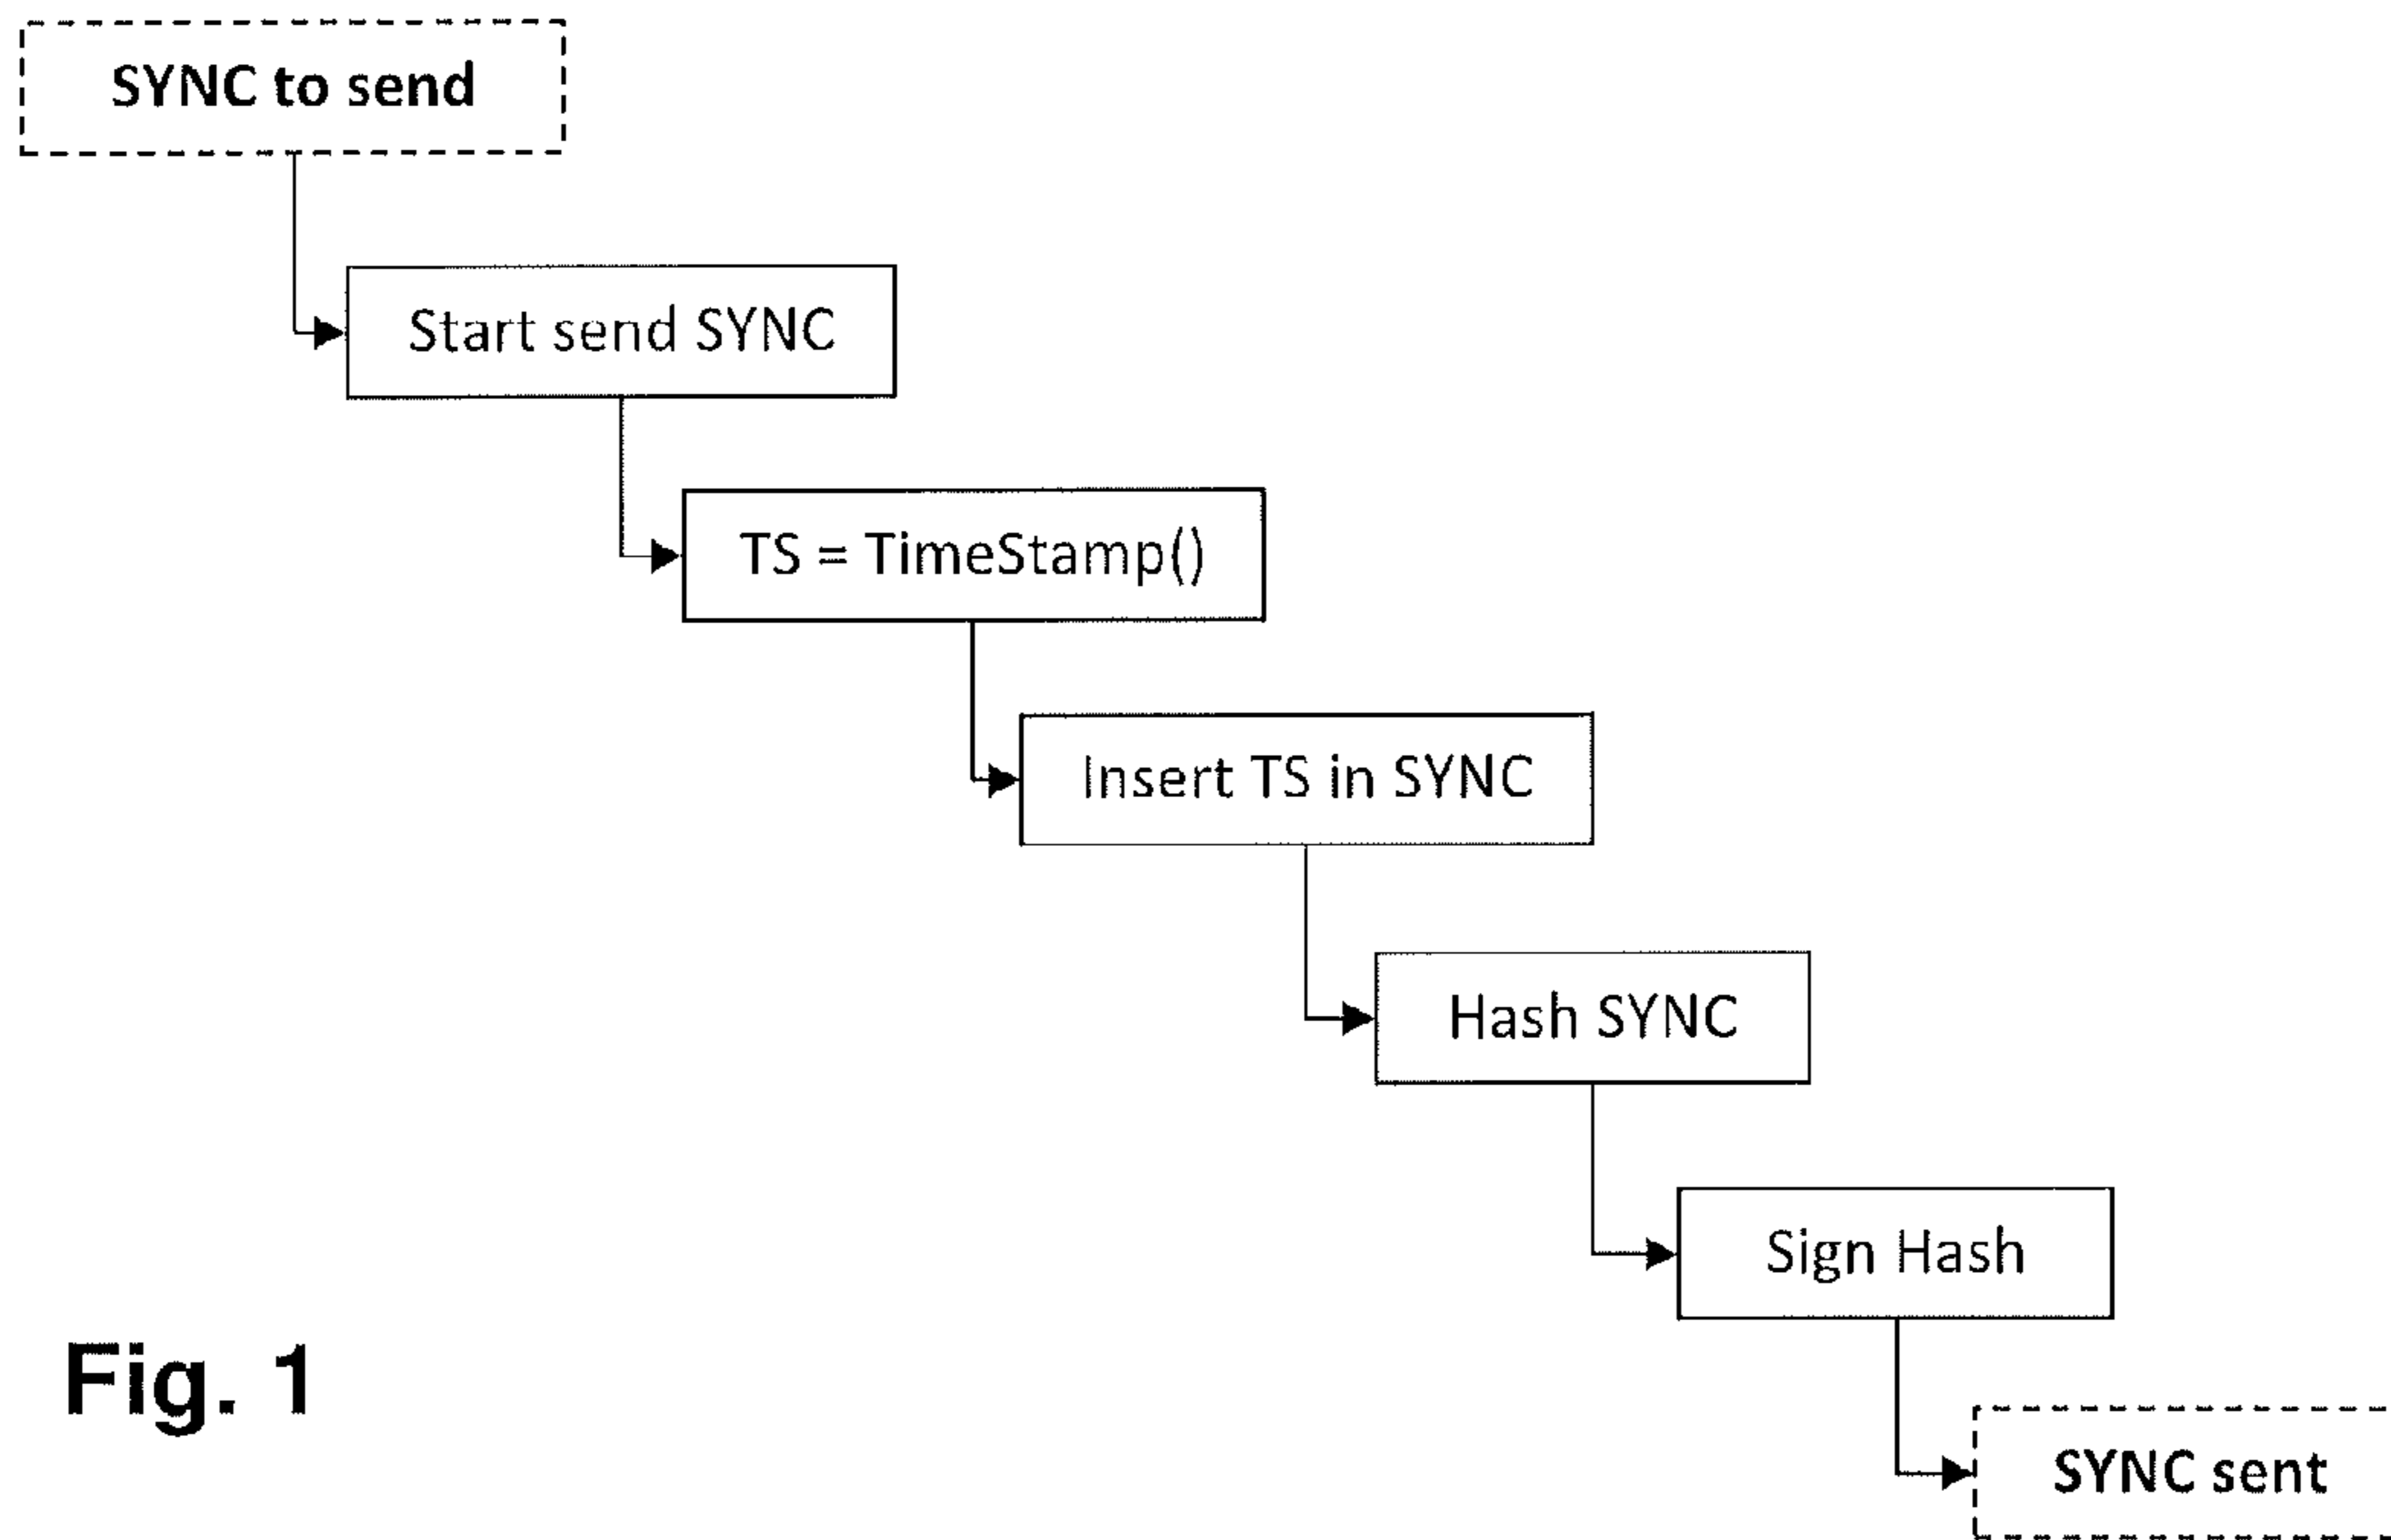 SYNC to send
Start send SYNC
TS = TimeStamp()
Insert TS in SYNC
Hash SYNC
Sign Hash
SYNC sent
Fig. 1